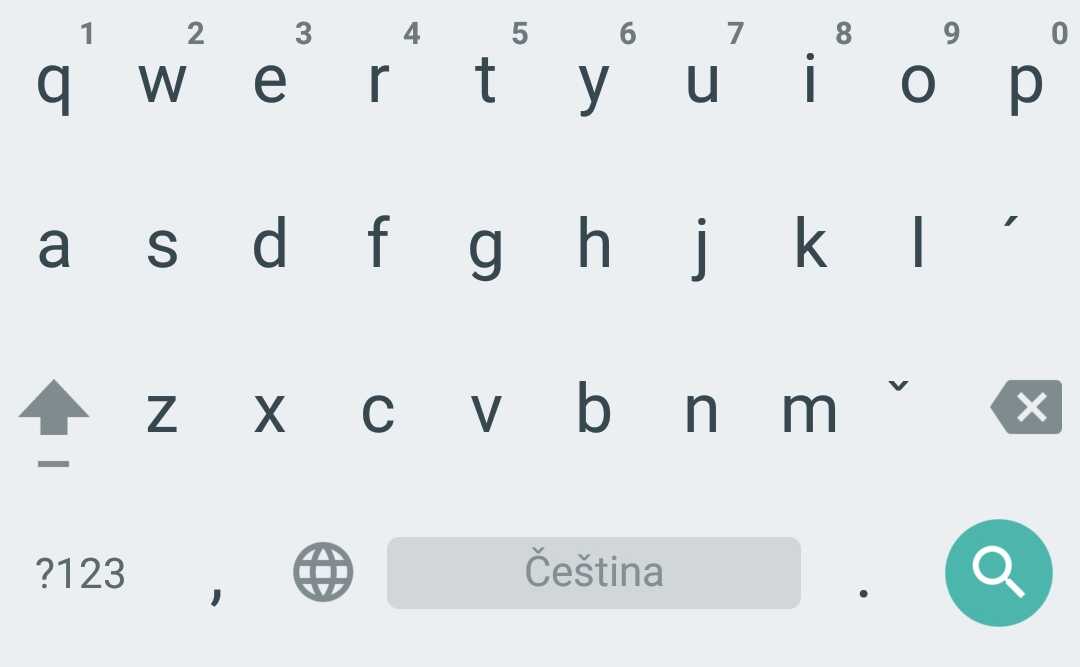 1 2 3 4 5 6 7 8 9 0
q w e r t y u i o p
a s d f g h j k l ´
z x c v b n m ˇ
?123 , Čeština .